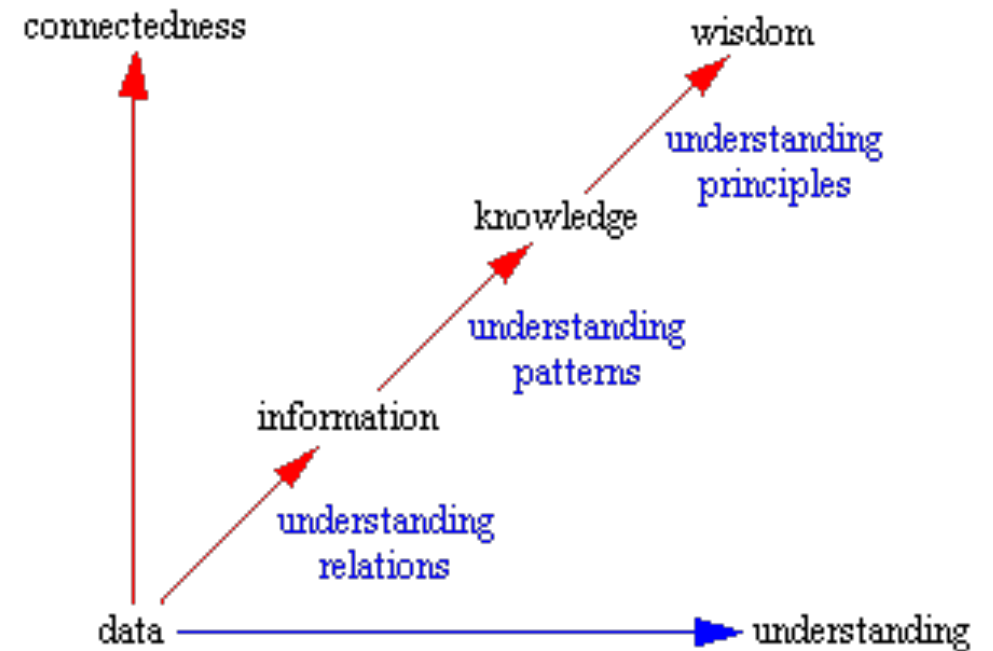 connectedness
wisdom
understanding
principles
knowledge
understanding
patterns
information
understanding
relations
data
understanding